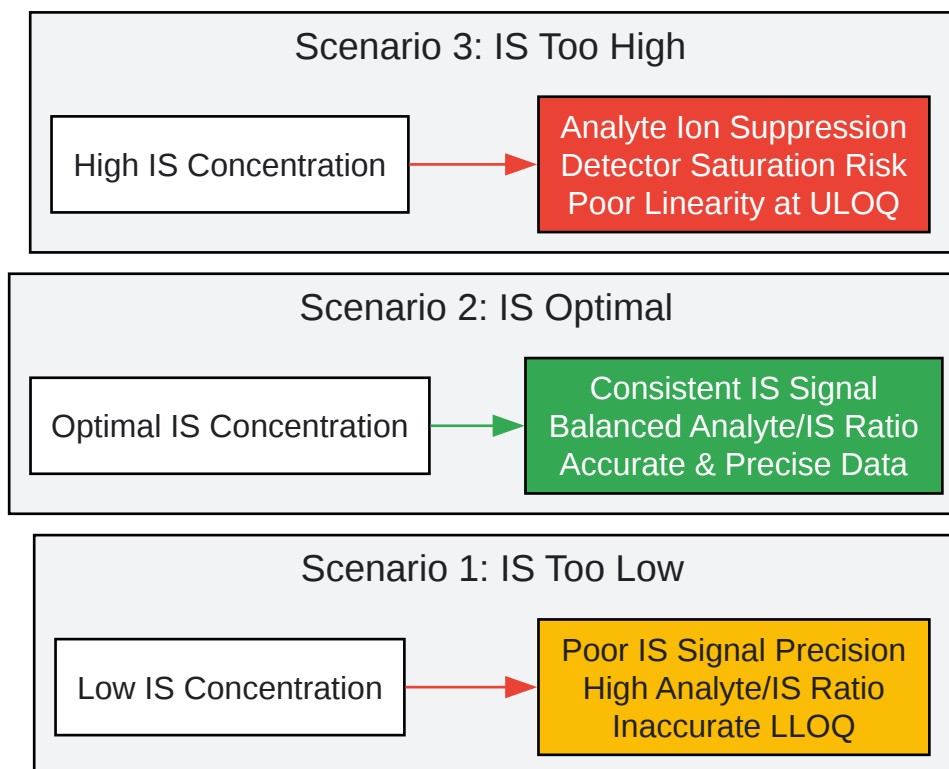 Scenario 3: IS Too High
High IS Concentration
Analyte Ion Suppression
Detector Saturation Risk
Poor Linearity at ULOQ
Scenario 2: IS Optimal
Optimal IS Concentration
Consistent IS Signal
Balanced Analyte/IS Ratio
Accurate & Precise Data
Scenario 1: IS Too Low
Low IS Concentration
Poor IS Signal Precision
High Analyte/IS Ratio
Inaccurate LLOQ